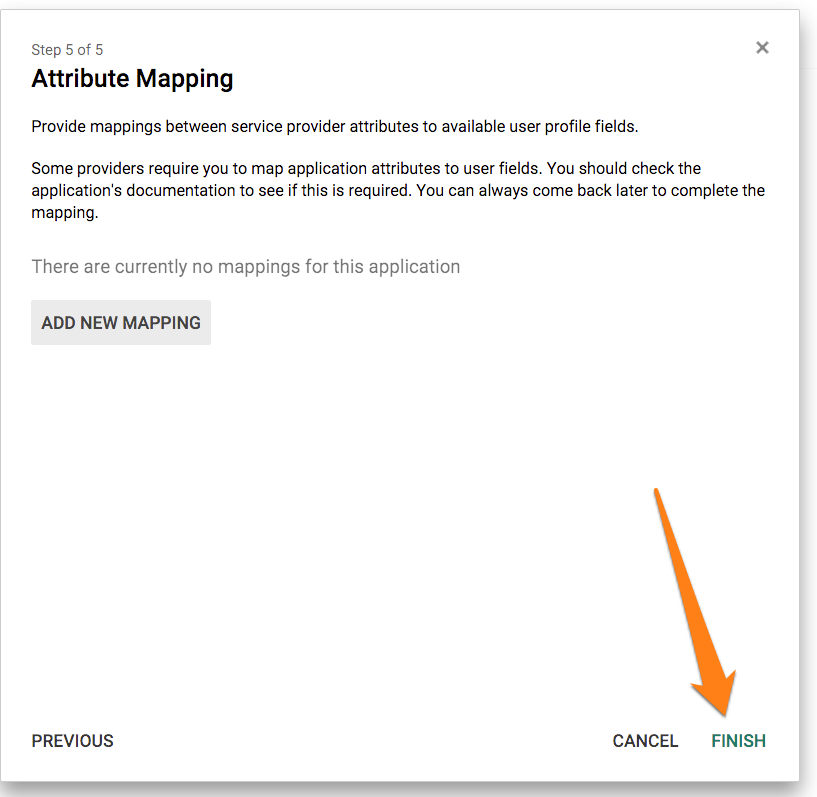 Step 5 of 5
Attribute Mapping
Provide mappings between service provider attributes to available user profile fields.
Some providers require you to map application attributes to user fields. You should check the
application's documentation to see if this is required. You can always come back later to complete the
mapping.
There are currently no mappings for this application
ADD NEW MAPPING
PREVIOUS
CANCEL
FINISH